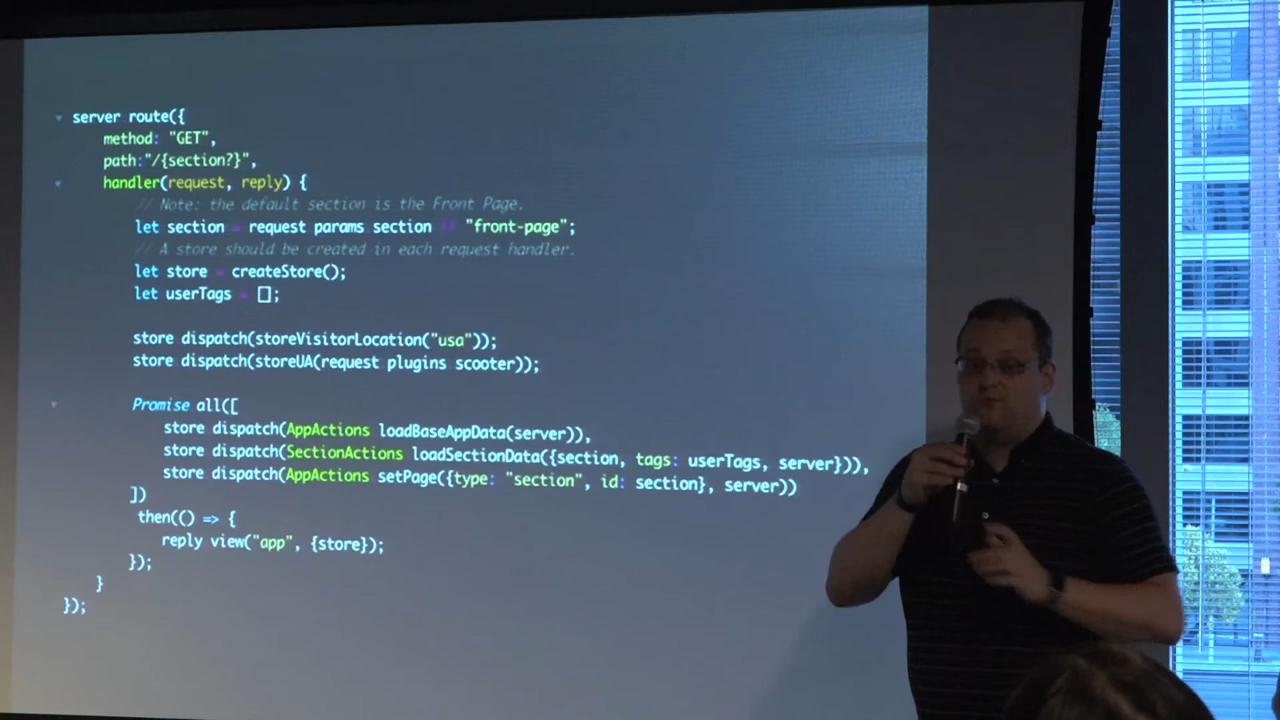 server route({
method: "GET",
path:"/{section?}",
handler(request, reply) {
// Note: the default section is the Front Page.
let section = request params section || "front-page";
// A store should be created in each request handler.
let store = createStore();
let userTags = [];
store dispatch(storeVisitorLocation("usa"));
store dispatch(storeUA(request plugins scooter));
Promise all([
store dispatch(AppActions loadBaseAppData(server)),
store dispatch(SectionActions loadSectionData({section, tags: userTags, server})),
store dispatch(AppActions setPage({type: "section", id: section}, server))
])
then(() => {
reply view("app", {store});
});
}
});